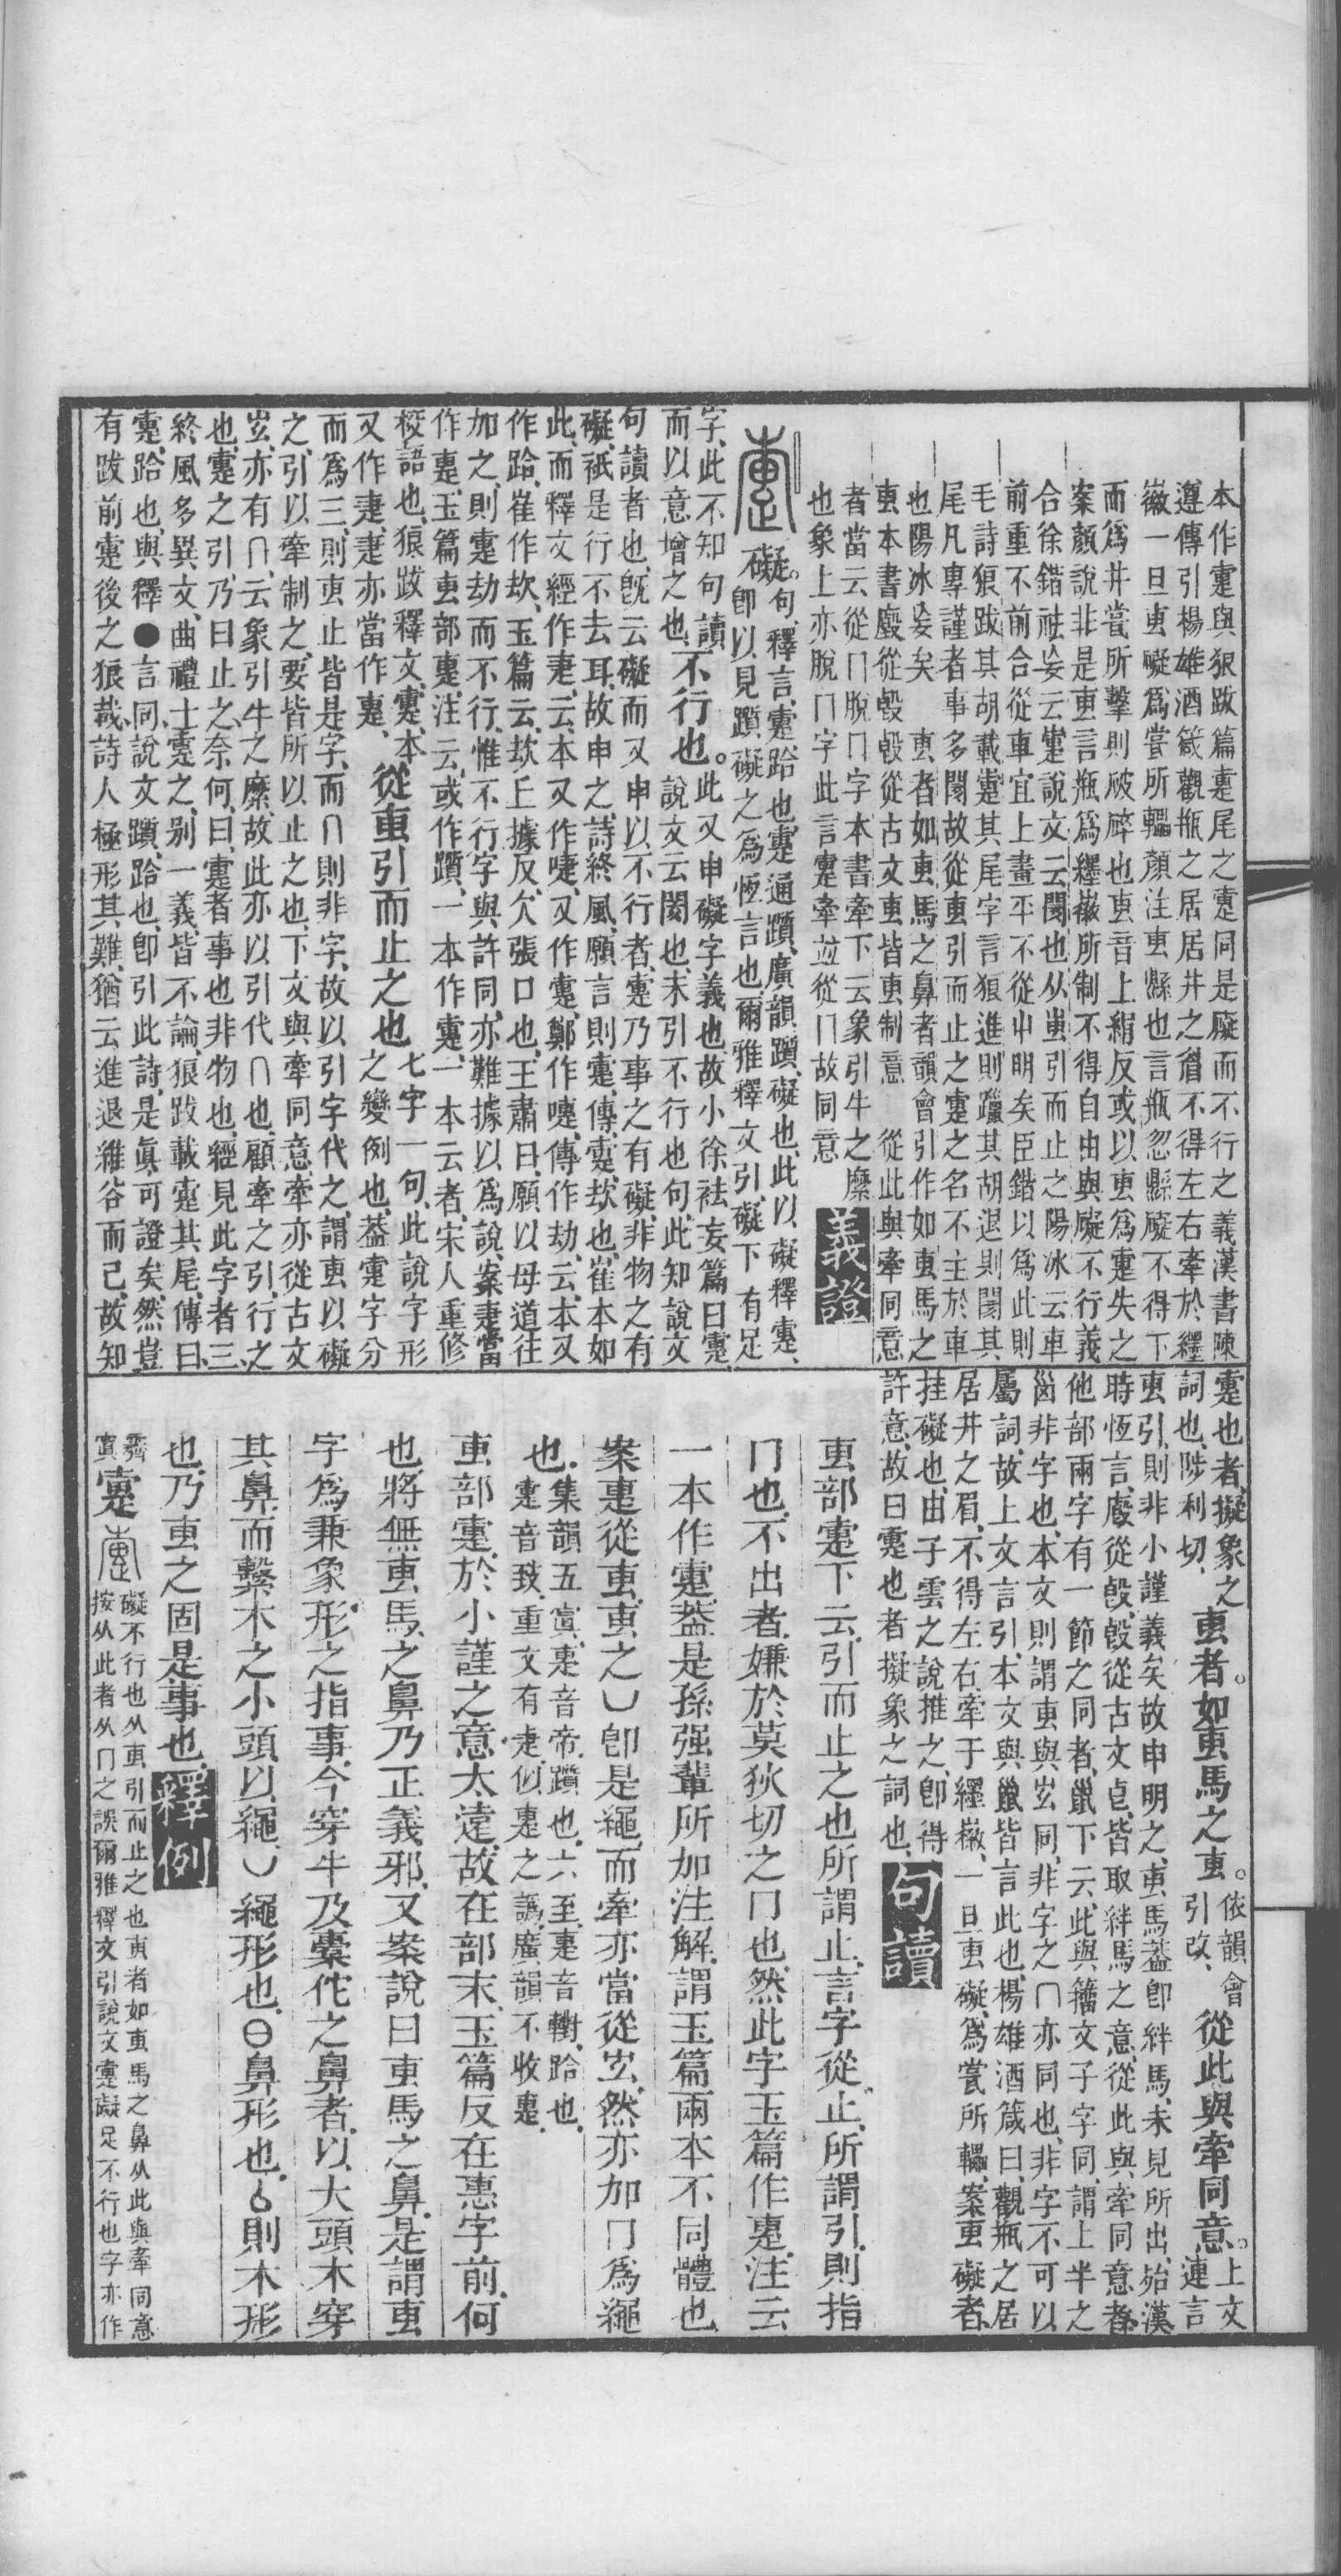 本作疐與狼跋篇疐尾之疐同是礙而不行之義漢書陳
遵傳引楊雄酒箴觀瓶之居居井之眉不得左右牽於纆
徽一旦叀礙爲瓽所轠顏注叀縣也言瓶忽縣礙不得下
而爲井瓽所擊則破碎也叀音上絹反或以叀爲疐失之
案顏說非是叀言瓶爲纆徽所制不得自由與礙不行義
合徐鍇祛妄云疐說文云閡也从叀引而止之陽冰云車
前重不前合從車宜上畫平不從屮明矣臣鍇以爲此則
毛詩狼跋其胡載疐其尾字言狼進則躐其胡退則閡其
尾凡專謹者事多閡故從叀引而止之疐之名不主於車
也陽冰妄矣　叀者如叀馬之鼻者韻會引作如叀馬之
叀本書廄從㲃㲃從古文叀皆叀制意　從此與牽同意
者當云從冂脫冂字本書牽下云象引牛之縻
也象上亦脫冂字此言疐牽竝從冂故同意　義證
疐礙。句、釋言、疐跲也、疐通躓、廣韻躓、礙也、此以礙釋疐、
不卽以見躓礙之爲恆言也、爾雅釋文引、礙下有足
字、此不知句讀
而以意增之也、不行也。此又申礙字義也、故小徐祛妄篇曰疐、
說文云閡也、末引不行也句、此知說文
句讀者也、旣云礙而又申以不行者、疐乃事之有礙、非物之有
礙、祇是行不去耳、故申之、詩終風、願言則疐、傳、疐、㰦也、崔本如
此、而釋文經作疌、云、本又作嚏、又作疐、鄭作嚏、傳作劫、云、本又
作跲、崔作㰦、玉篇云、㰦丘據反、欠張口也、王肅曰、願以母道往
加之、則疐劫而不行、惟不行字與許同、亦難據以爲說、案疌當
作疐、玉篇叀部疐、注云、或作躓、一本作疐、一本云者、宋人重修
校語也、狼跋釋文、疐、本
又作疌、疌亦當作疐、從叀引而止之也七字一句、此說字形
之變例也、葢疐字分
而爲三、則叀止皆是字、而冂則非字、故以引字代之、謂叀以礙
之、引以牽制之、要皆所以止之也、下文與牽同意、牽亦從古文
玄、亦有冂、云象引牛之縻、故此亦以引代冂也、顧牽之引、行之
也、疐之引、乃曰止之、奈何、曰、疐者事也非物也、經見此字者三、
終風多異文、曲禮士疐之、別一義、皆不論、狼跋載疐其尾、傳曰、
疐、跲也、與釋●言同、說文躓、跲也、卽引此詩、是眞可證矣、然豈
有跋前疐後之狼哉、詩人極形其難、猶云進退維谷而已、故知
疐也者、擬象之
詞也、陟利切、叀者。如叀馬之叀。依韻會
引改、從此與牽同意。上文
連言
叀引、則非小謹義矣、故申明之、叀馬葢卽絆馬、未見所出、殆漢
時恆言、廄從㲃、㲃從古文叀、皆取絆馬之意、從此與牽同意者、
他部兩字有一節之同者、鼠下云、此與籒文子字同、謂上半之
囟非字也、本文則謂叀與玄同、非字之冂亦同也、非字不可以
屬詞、故上文言引、本文與鼠皆言此也、楊雄酒箴曰、觀瓶之居、
居井之眉、不得左右、牽于纆徽、一旦叀礙、爲瓽所轠、案叀礙者、
挂礙也、由子雲之說推之、卽得
許意、故曰疐也者擬象之詞也、句讀
叀部疐下云、引而止之也所謂止、言字從止、所謂引、則指
冂也、不出者、嫌於莫狄切之冂也、然此字玉篇作疐、注云
一本作疐、葢是孫强輩所加注解、謂玉篇兩本不同體也
案疐從叀、叀之㇃卽是繩、而牽亦當從玄、然亦加冂爲繩
也、集韻五寘、疐音帝、躓也、六至、疐音轛、跲也、
疐音致、重文有疌、似疐之譌、廣韻不收疐、
叀部疐、於小謹之意太遠、故在部末、玉篇反在惠字前、何
也、將無叀馬之鼻乃正義邪、又案說曰叀馬之鼻、是謂叀
字爲兼象形之指事、今穿牛及橐佗之鼻者、以大頭木穿
其鼻、而繫木之小頭以繩、㇃繩形也、⊖鼻形也、則木形
也、乃叀之固是事也、釋例
霽寘疐礙不行也从叀引而止之也叀者如叀馬之鼻从此與牽同意
按从此者从冂之誤爾雅釋文引說文疐礙足不行也字亦作